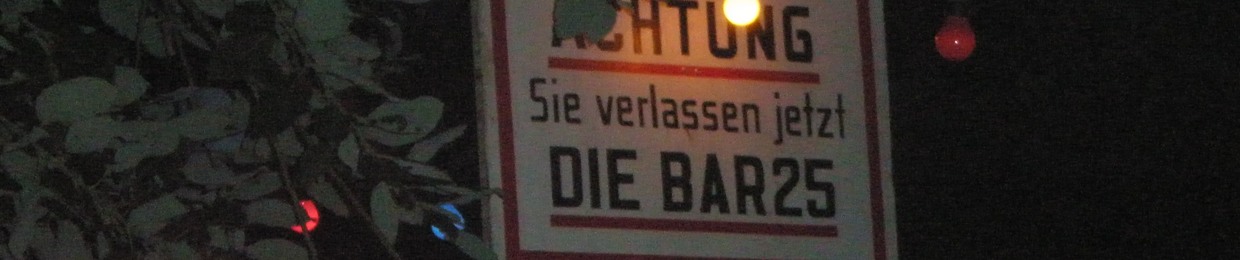 ACHTUNG
Sie verlassen jetzt
DIE BAR25